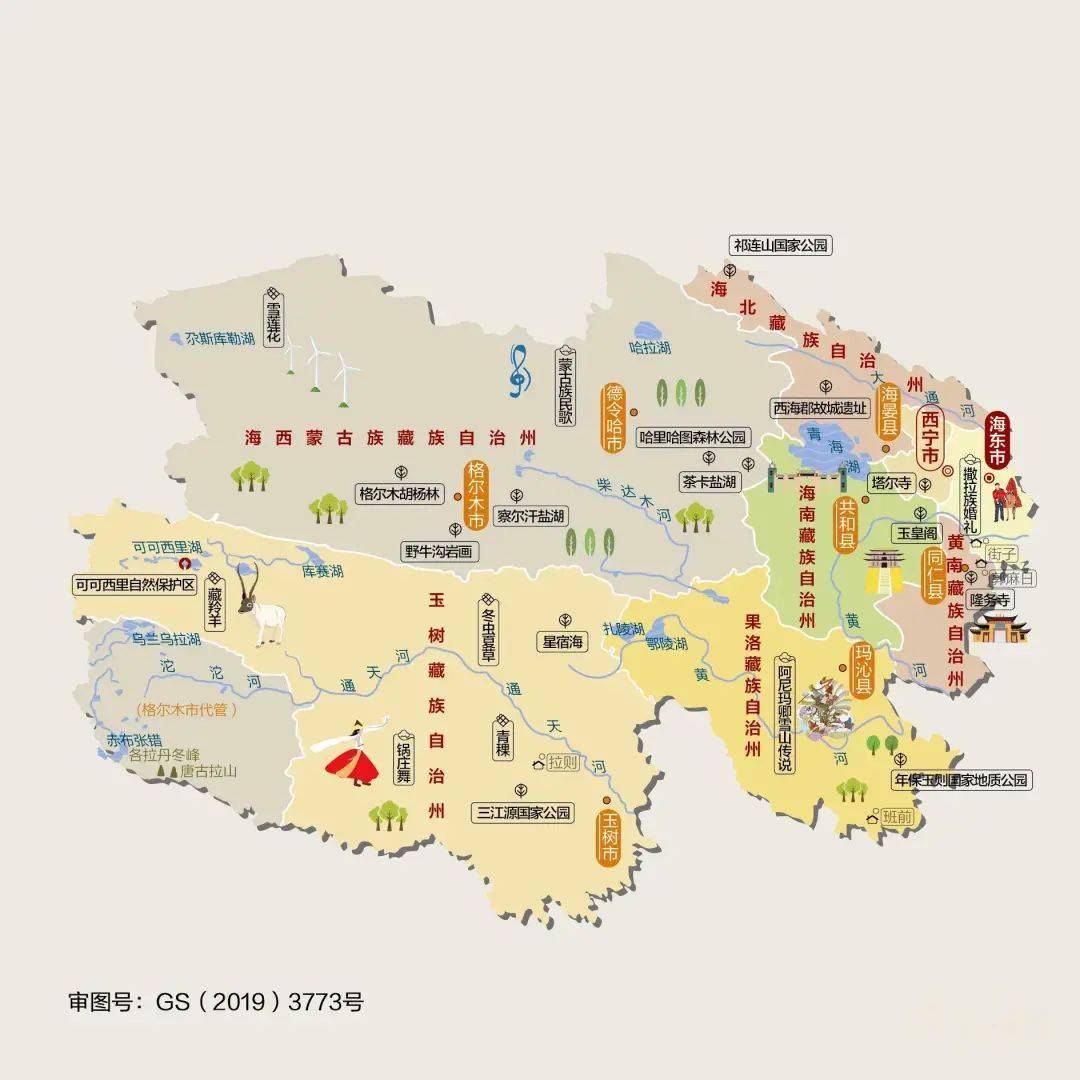 祁连山国家公园
海北藏族自治州
雪莲花
尕斯库勒湖
哈拉湖
蒙古族民歌
德令哈市
大通河
西海郡故城遗址
海晏县
西宁市
海东市
海西蒙古族藏族自治州
哈里哈图森林公园
青海湖
格尔木胡杨林
格尔木市
察尔汗盐湖
柴达木河
茶卡盐湖
塔尔寺
撒拉族婚礼
海南藏族自治州
共和县
玉皇阁
野牛沟岩画
可可西里湖
库赛湖
可可西里自然保护区
藏羚羊
黄南藏族自治州
同仁县
街子
隆务寺
玉树藏族自治州
冬虫夏草
星宿海
扎陵湖
鄂陵湖
果洛藏族自治州
黄河
玛沁县
乌兰乌拉湖
沱沱河
通天河
通天河
(格尔木市代管)
黄河
阿尼玛卿雪山传说
赤布张错
各拉丹冬峰
唐古拉山
锅庄舞
青稞
拉则
三江源国家公园
玉树市
年保玉则国家地质公园
班前
审图号：GS（2019）3773号